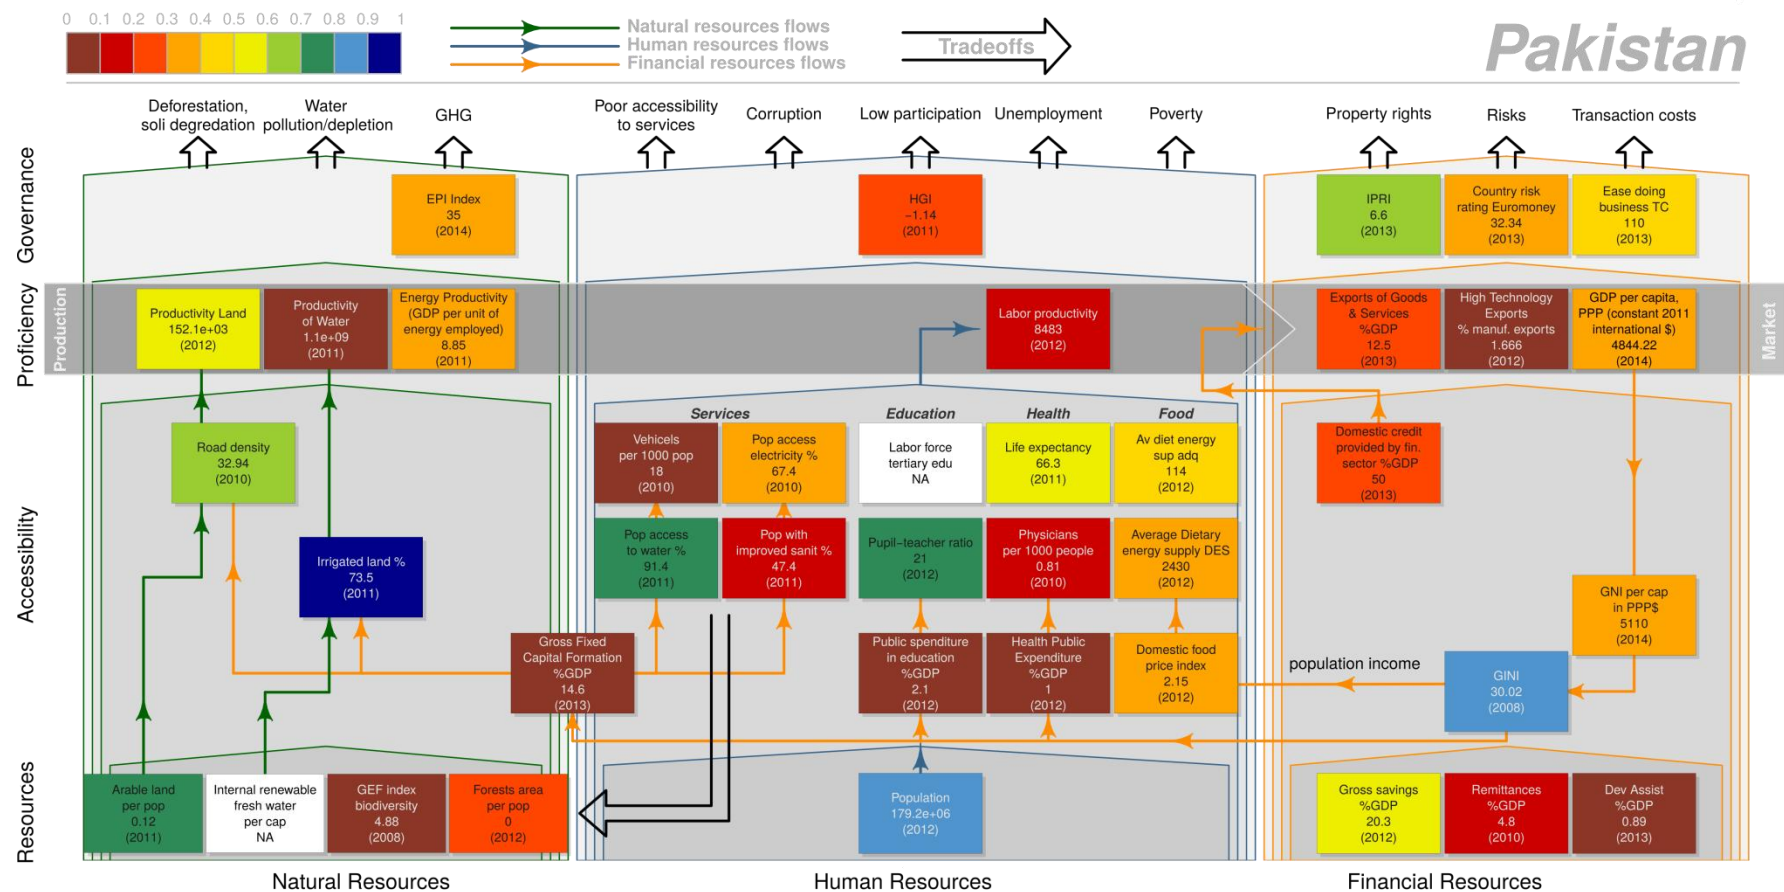 0 0.1 0.2 0.3 0.4 0.5 0.6 0.7 0.8 0.9 1
Natural resources flows
Human resources flows
Financial resources flows
Tradeoffs
Pakistan
Deforestation,
soli degredation
Water
pollution/depletion
GHG
Poor accessibility
to services
Corruption
Low participation
Unemployment
Poverty
Property rights
Risks
Transaction costs
Governance
EPI Index
35
(2014)
HGI
−1.14
(2011)
IPRI
6.6
(2013)
Country risk
rating Euromoney
32.34
(2013)
Ease doing
business TC
110
(2013)
Proficiency
Production
Productivity Land
152.1e+03
(2012)
Productivity
of Water
1.1e+09
(2011)
Energy Productivity
(GDP per unit of
energy employed)
8.85
(2011)
Labor productivity
8483
(2012)
Exports of Goods
& Services
%GDP
12.5
(2013)
High Technology
Exports
% manuf. exports
1.666
(2012)
GDP per capita,
PPP (constant 2011
international $)
4844.22
(2014)
Market
Accessibility
Services
Education
Health
Food
Road density
32.94
(2010)
Vehicels
per 1000 pop
18
(2010)
Pop access
electricity %
67.4
(2010)
Labor force
tertiary edu
NA
Life expectancy
66.3
(2011)
Av diet energy
sup adq
114
(2012)
Domestic credit
provided by fin.
sector %GDP
50
(2013)
Irrigated land %
73.5
(2011)
Pop access
to water %
91.4
(2011)
Pop with
improved sanit %
47.4
(2011)
Pupil−teacher ratio
21
(2012)
Physicians
per 1000 people
0.81
(2010)
Average Dietary
energy supply DES
2430
(2012)
GNI per cap
in PPP$
5110
(2014)
Gross Fixed
Capital Formation
%GDP
14.6
(2013)
Public spenditure
in education
%GDP
2.1
(2012)
Health Public
Expenditure
%GDP
1
(2012)
Domestic food
price index
2.15
(2012)
population income
GINI
30.02
(2008)
Resources
Arable land
per pop
0.12
(2011)
Internal renewable
fresh water
per cap
NA
GEF index
biodiversity
4.88
(2008)
Forests area
per pop
0
(2012)
Population
179.2e+06
(2012)
Gross savings
%GDP
20.3
(2012)
Remittances
%GDP
4.8
(2010)
Dev Assist
%GDP
0.89
(2013)
Natural Resources
Human Resources
Financial Resources